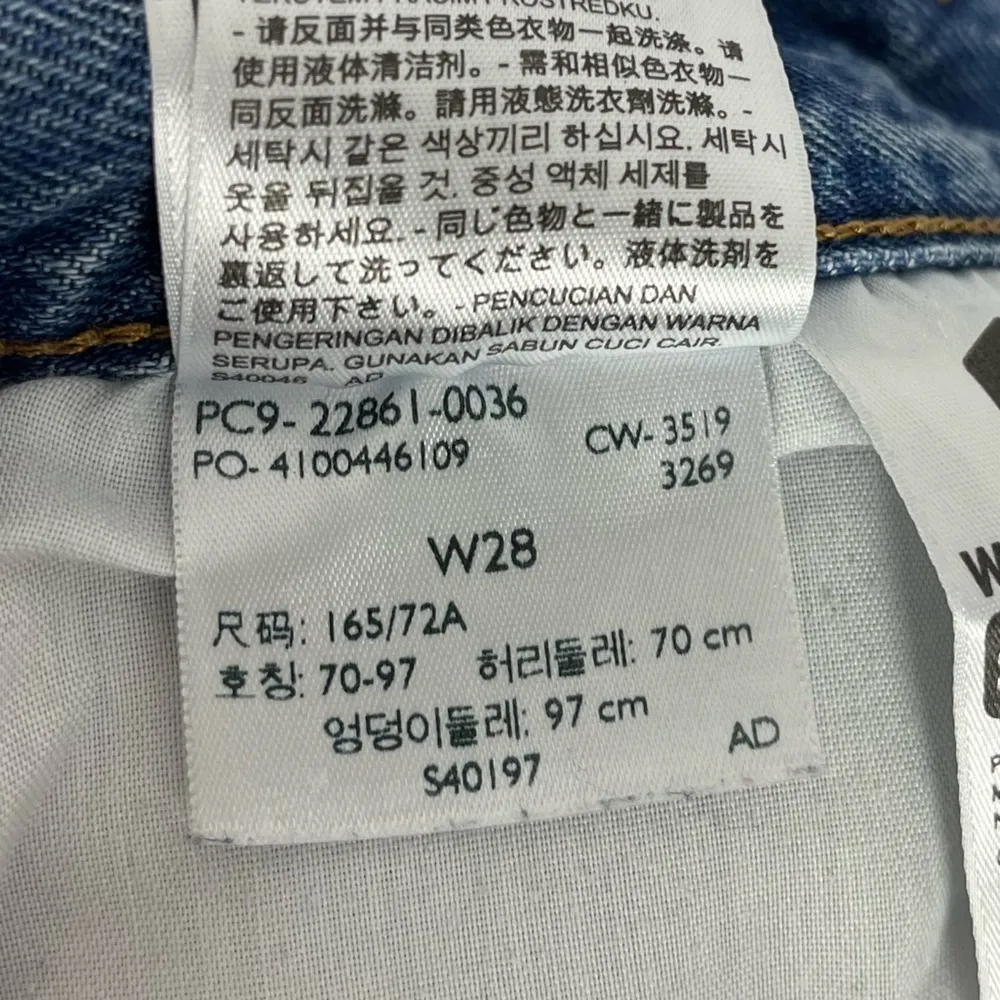 - 请反面并与同类色衣物一起洗涤。请
使用液体清洁剂。- 需和相似色衣物一
同反面洗滌。請用液態洗衣劑洗滌。-
세탁시 같은 색상끼리 하십시요. 세탁시
옷을 뒤집을 것. 중성 액체 세제를
사용하세요. - 同じ色物と一緒に製品を
裏返して洗ってください。液体洗剤を
ご使用下さい。- PENCUCIAN DAN
PENGERINGAN DIBALIK DENGAN WARNA
SERUPA. GUNAKAN SABUN CUCI CAIR.
S40046 AD
PC9- 22861-0036
PO- 4100446109
CW- 3519
3269
W28
尺码: 165/72A
호칭: 70-97 허리둘레: 70 cm
엉덩이둘레: 97 cm
S40197 AD
W